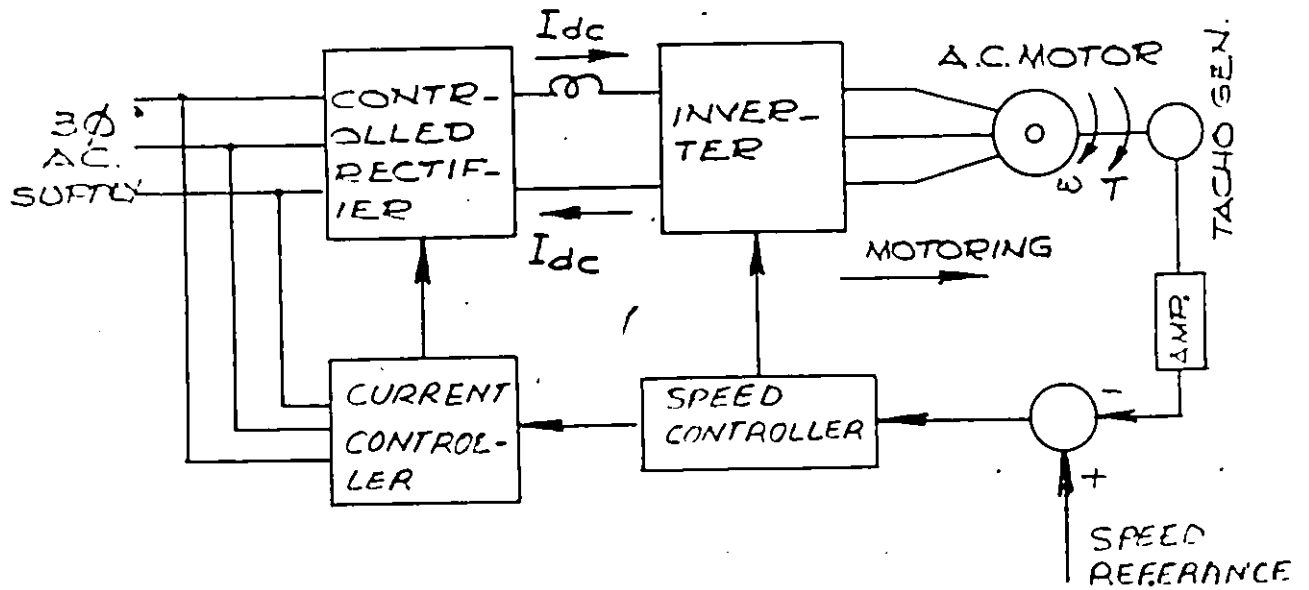 Idc
A.C. MOTOR
TACHO GEN.
3Ø
A.C.
SUPPLY
CONTR-
OLLED
RECTIF-
IER
INVER-
TER
ω T
Idc
MOTORING
AMP.
CURRENT
CONTROL-
LER
SPEED
CONTROLLER
-
+
SPEED
REFERANCE